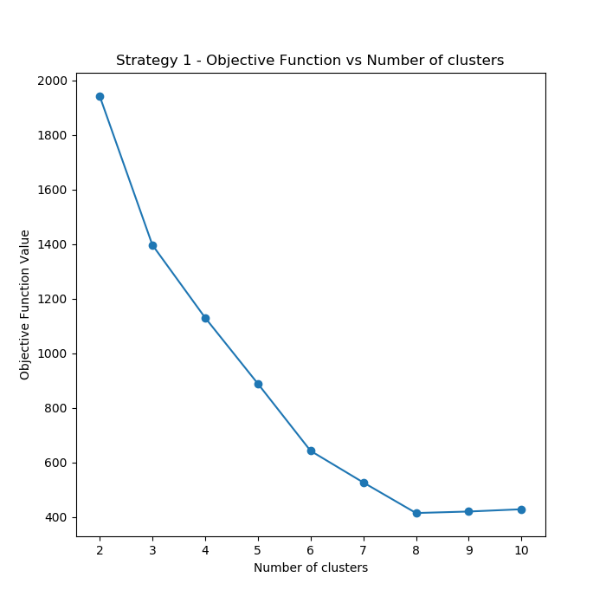 Strategy 1 - Objective Function vs Number of clusters
Objective Function Value
2000
1800
1600
1400
1200
1000
800
600
400
2 3 4 5 6 7 8 9 10
Number of clusters